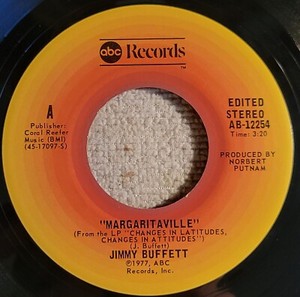 abc Records
TM
A
Publisher:
Coral Reefer
Music (BMI)
(45-17097-S)
EDITED
STEREO
AB-12254
Time: 3:20
PRODUCED BY
NORBERT
PUTNAM
"MARGARITAVILLE"
(From the LP "CHANGES IN LATITUDES,
CHANGES IN ATTITUDES")
(J. Buffett)
JIMMY BUFFETT
℗1977, ABC
Records, Inc.